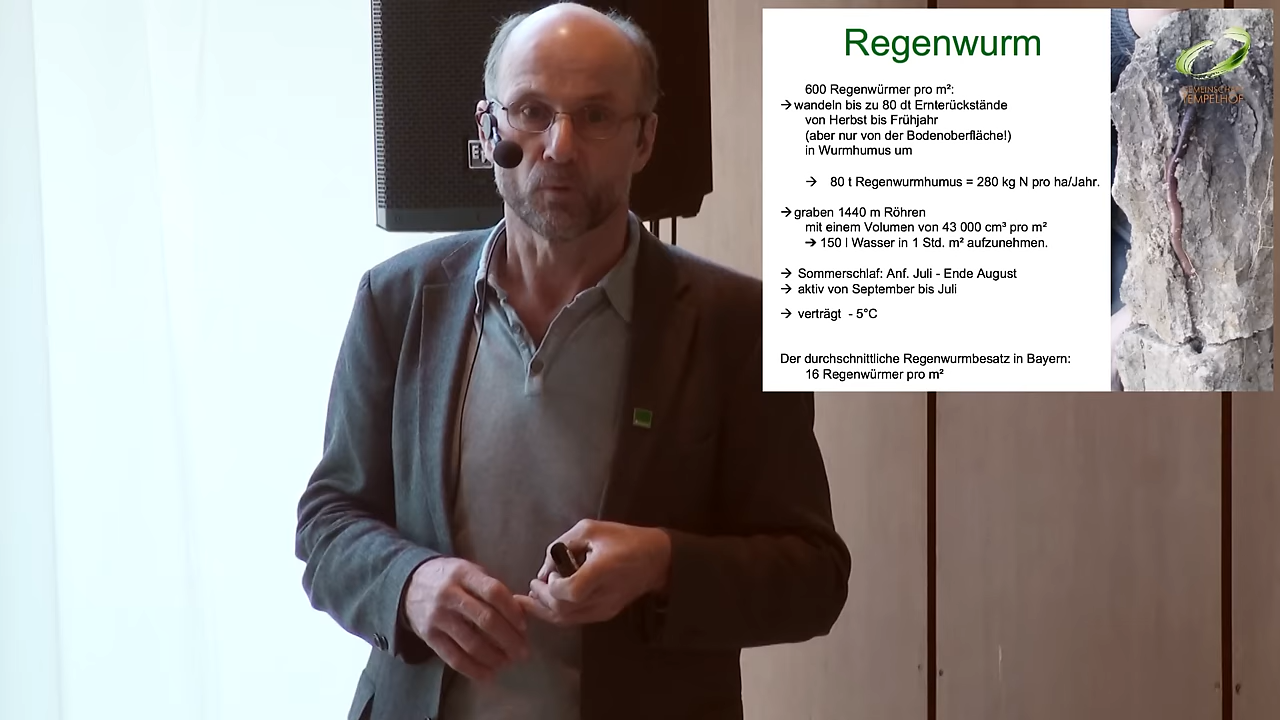 Regenwurm
GEMEINSCHAFT
TEMPELHOF
600 Regenwürmer pro m²:
→ wandeln bis zu 80 dt Ernterückstände
von Herbst bis Frühjahr
(aber nur von der Bodenoberfläche!)
in Wurmhumus um
→ 80 t Regenwurmhumus = 280 kg N pro ha/Jahr.
→ graben 1440 m Röhren
mit einem Volumen von 43 000 cm³ pro m²
→ 150 l Wasser in 1 Std. m² aufzunehmen.
→ Sommerschlaf: Anf. Juli - Ende August
→ aktiv von September bis Juli
→ verträgt - 5°C
Der durchschnittliche Regenwurmbesatz in Bayern:
16 Regenwürmer pro m²